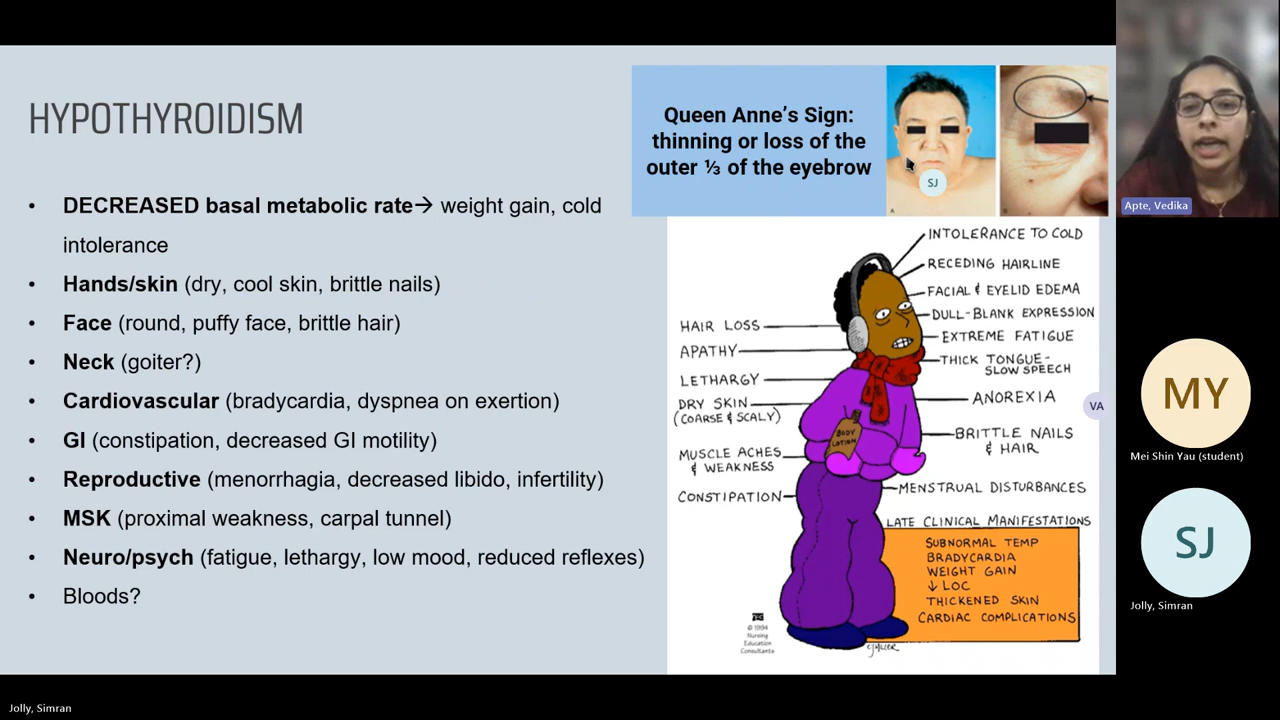 HYPOTHYROIDISM
• DECREASED basal metabolic rate→ weight gain, cold
intolerance
• Hands/skin (dry, cool skin, brittle nails)
• Face (round, puffy face, brittle hair)
• Neck (goiter?)
• Cardiovascular (bradycardia, dyspnea on exertion)
• GI (constipation, decreased GI motility)
• Reproductive (menorrhagia, decreased libido, infertility)
• MSK (proximal weakness, carpal tunnel)
• Neuro/psych (fatigue, lethargy, low mood, reduced reflexes)
• Bloods?
Queen Anne's Sign:
thinning or loss of the
outer ⅓ of the eyebrow
SJ
A
B
INTOLERANCE TO COLD
RECEDING HAIRLINE
FACIAL & EYELID EDEMA
DULL-BLANK EXPRESSION
EXTREME FATIGUE
THICK TONGUE-
SLOW SPEECH
ANOREXIA
BRITTLE NAILS
& HAIR
MENSTRUAL DISTURBANCES
HAIR LOSS
APATHY
LETHARGY
DRY SKIN
(COARSE & SCALY)
MUSCLE ACHES
& WEAKNESS
CONSTIPATION
BODY
LOTION
LATE CLINICAL MANIFESTATIONS
SUBNORMAL TEMP
BRADYCARDIA
WEIGHT GAIN
↓ LOC
THICKENED SKIN
CARDIAC COMPLICATIONS
© 1994
Nursing
Education
Consultants
CJMILLER
VA
Apte, Vedika
MY
Mei Shin Yau (student)
SJ
Jolly, Simran
Jolly, Simran